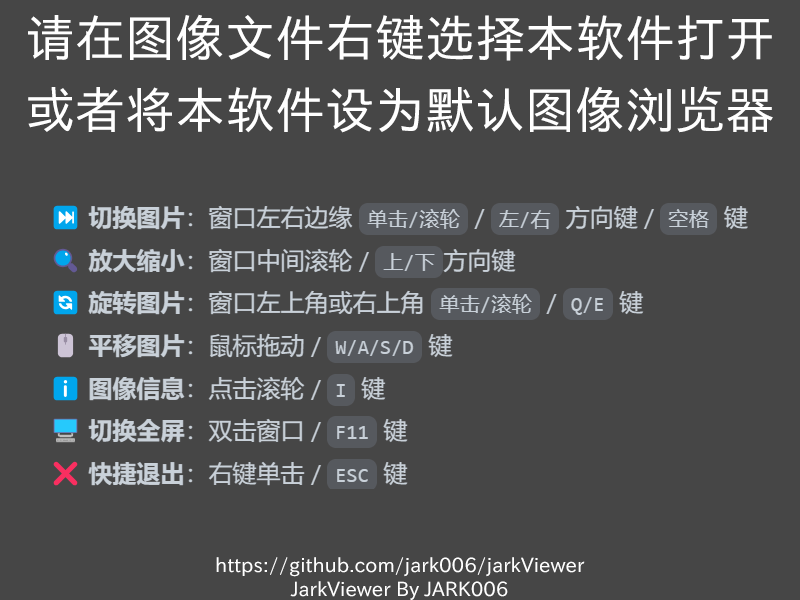 请在图像文件右键选择本软件打开
或者将本软件设为默认图像浏览器
切换图片：窗口左右边缘 单击/滚轮 / 左/右 方向键 / 空格 键
放大缩小：窗口中间滚轮 / 上/下 方向键
旋转图片：窗口左上角或右上角 单击/滚轮 / Q/E 键
平移图片：鼠标拖动 / W/A/S/D 键
图像信息：点击滚轮 / I 键
切换全屏：双击窗口 / F11 键
快捷退出：右键单击 / ESC 键
https://github.com/jark006/jarkViewer
JarkViewer By JARK006